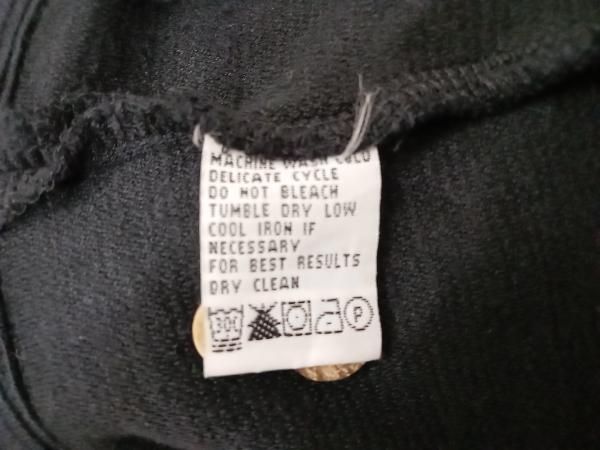 MACHINE WASH COLD
DELICATE CYCLE
DO NOT BLEACH
TUMBLE DRY LOW
COOL IRON IF
NECESSARY
FOR BEST RESULTS
DRY CLEAN
30C P